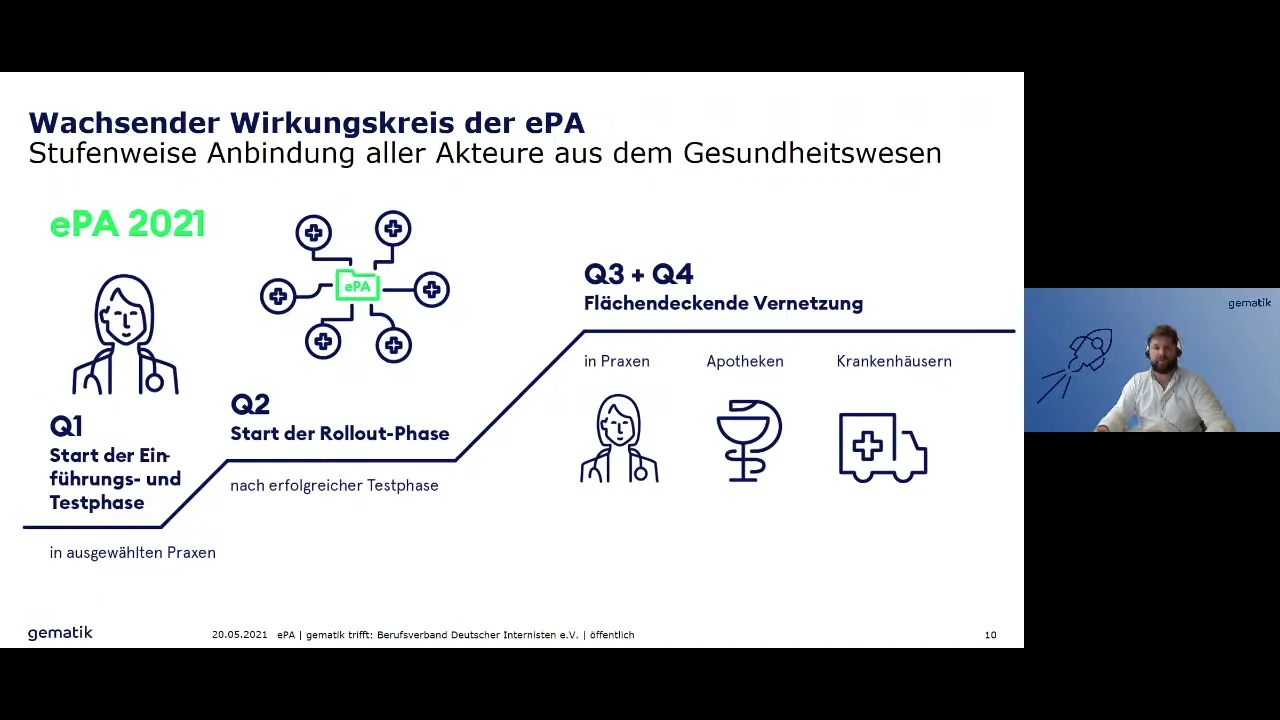 Wachsender Wirkungskreis der ePA
Stufenweise Anbindung aller Akteure aus dem Gesundheitswesen
ePA 2021
ePA
Q1
Start der Ein-
führungs- und
Testphase
in ausgewählten Praxen
Q2
Start der Rollout-Phase
nach erfolgreicher Testphase
Q3 + Q4
Flächendeckende Vernetzung
in Praxen
Apotheken
Krankenhäusern
gematik
20.05.2021 ePA | gematik trifft: Berufsverband Deutscher Internisten e.V. | öffentlich
10
gematik